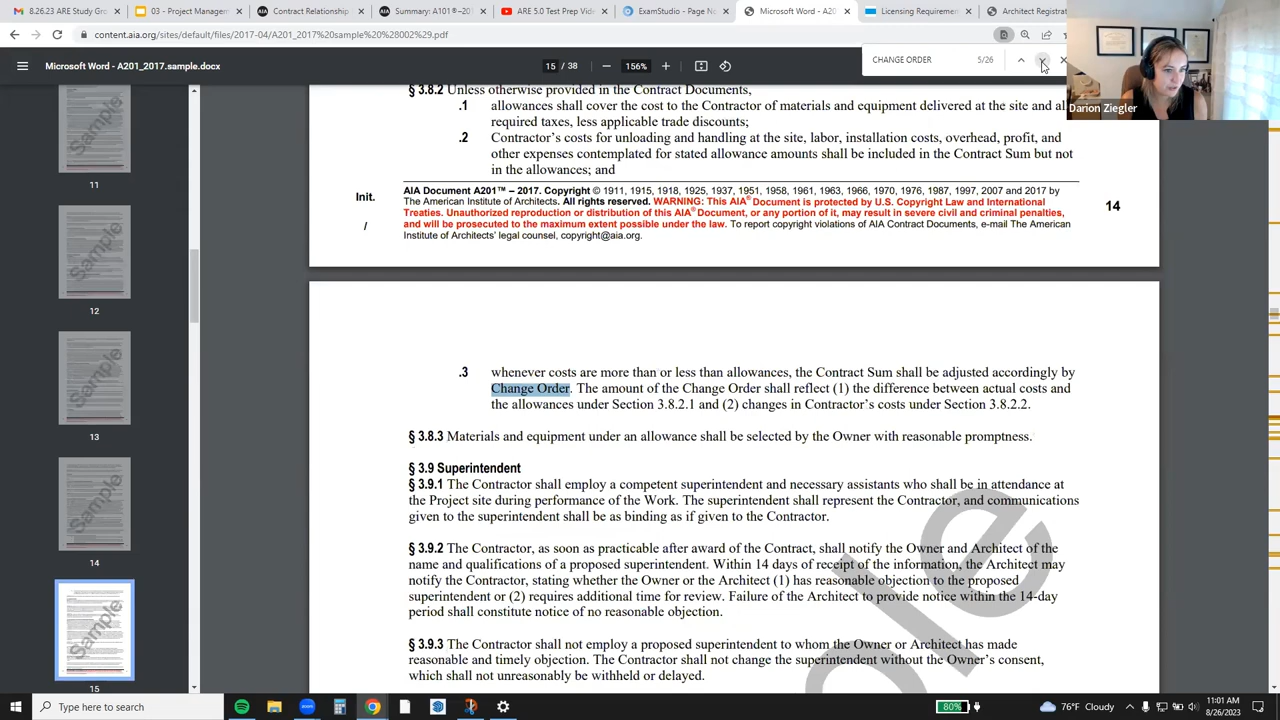 8.26.23 ARE Study Gro
03 - Project Managem
Contract Relationship
Summary: A101®–20
ARE 5.0 Test Prep Vide
ExamStudio - Page N
Microsoft Word - A20
Licensing Requiremen
Architect Registra
content.aia.org/sites/default/files/2017-04/A201_2017%20sample%20%28002%29.pdf
Microsoft Word - A201_2017.sample.docx
15 / 38
156%
CHANGE ORDER
5/26
Darion Ziegler
§ 3.8.2 Unless otherwise provided in the Contract Documents,
.1 allowances shall cover the cost to the Contractor of materials and equipment delivered at the site and all
required taxes, less applicable trade discounts;
.2 Contractor's costs for unloading and handling at the site, labor, installation costs, overhead, profit, and
other expenses contemplated for stated allowance amounts shall be included in the Contract Sum but not
in the allowances; and
Init.
/
AIA Document A201™ – 2017. Copyright © 1911, 1915, 1918, 1925, 1937, 1951, 1958, 1961, 1963, 1966, 1970, 1976, 1987, 1997, 2007 and 2017 by
The American Institute of Architects. All rights reserved. WARNING: This AIA® Document is protected by U.S. Copyright Law and International
Treaties. Unauthorized reproduction or distribution of this AIA® Document, or any portion of it, may result in severe civil and criminal penalties,
and will be prosecuted to the maximum extent possible under the law. To report copyright violations of AIA Contract Documents, e-mail The American
Institute of Architects' legal counsel, copyright@aia.org.
14
.3 whenever costs are more than or less than allowances, the Contract Sum shall be adjusted accordingly by
Change Order. The amount of the Change Order shall reflect (1) the difference between actual costs and
the allowances under Section 3.8.2.1 and (2) changes in Contractor's costs under Section 3.8.2.2.
§ 3.8.3 Materials and equipment under an allowance shall be selected by the Owner with reasonable promptness.
§ 3.9 Superintendent
§ 3.9.1 The Contractor shall employ a competent superintendent and necessary assistants who shall be in attendance at
the Project site during performance of the Work. The superintendent shall represent the Contractor, and communications
given to the superintendent shall be as binding as if given to the Contractor.
§ 3.9.2 The Contractor, as soon as practicable after award of the Contract, shall notify the Owner and Architect of the
name and qualifications of a proposed superintendent. Within 14 days of receipt of the information, the Architect may
notify the Contractor, stating whether the Owner or the Architect (1) has reasonable objection to the proposed
superintendent or (2) requires additional time for review. Failure of the Architect to provide notice within the 14-day
period shall constitute notice of no reasonable objection.
§ 3.9.3 The Contractor shall not employ a proposed superintendent to whom the Owner or Architect has made
reasonable and timely objection. The Contractor shall not change the superintendent without the Owner's consent,
which shall not unreasonably be withheld or delayed.
11
Sample
12
Sample
13
Sample
14
Sample
15
Type here to search
80%
76°F Cloudy
11:01 AM
8/26/2023